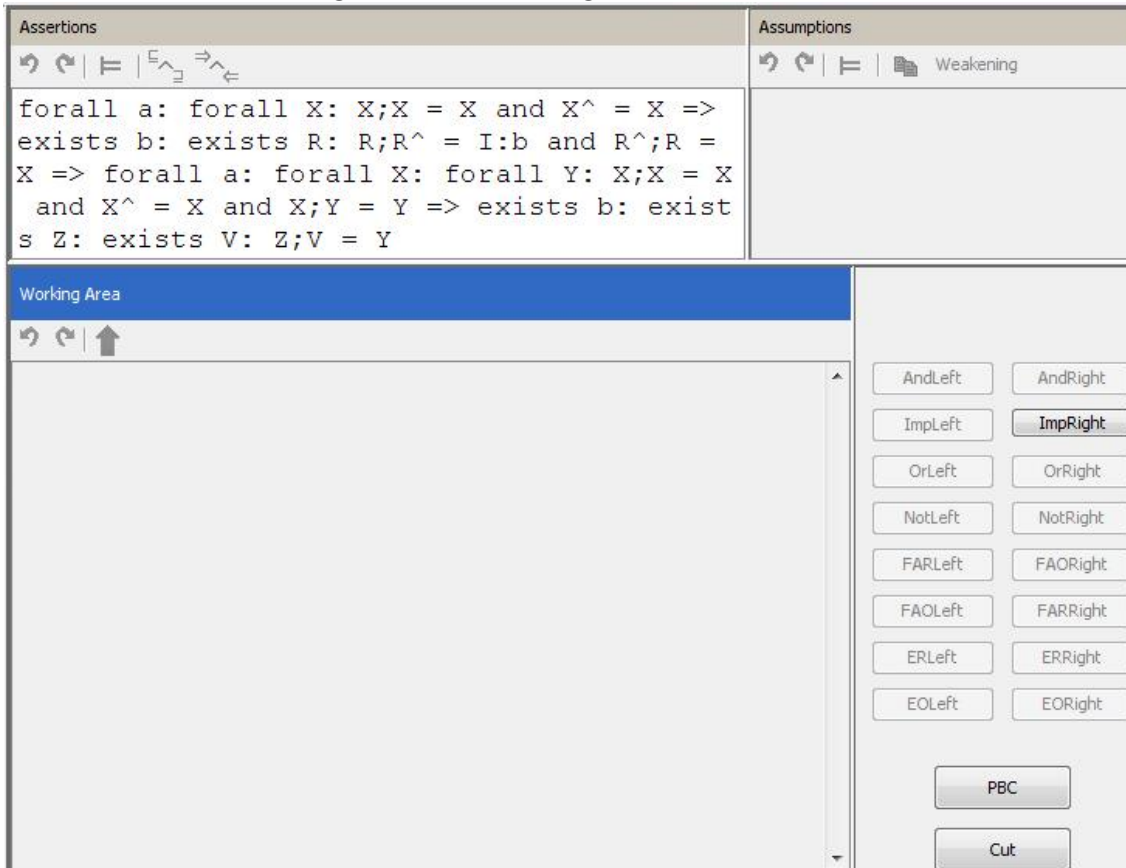 Assertions
Assumptions
Weakening
forall a: forall X: X;X = X and X^ = X =>
exists b: exists R: R;R^ = I:b and R^;R =
X => forall a: forall X: forall Y: X;X = X
and X^ = X and X;Y = Y => exists b: exist
s Z: exists V: Z;V = Y
Working Area
AndLeft AndRight
ImpLeft ImpRight
OrLeft OrRight
NotLeft NotRight
FARLeft FAORight
FAOLeft FARRight
ERLeft ERRight
EOLeft EORight
PBC
Cut